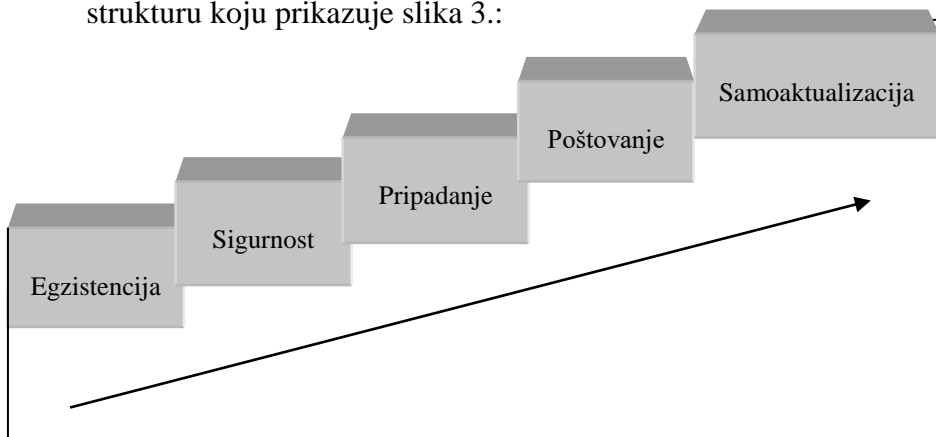 strukturu koju prikazuje slika 3.:
Samoaktualizacija
Poštovanje
Pripadanje
Sigurnost
Egzistencija